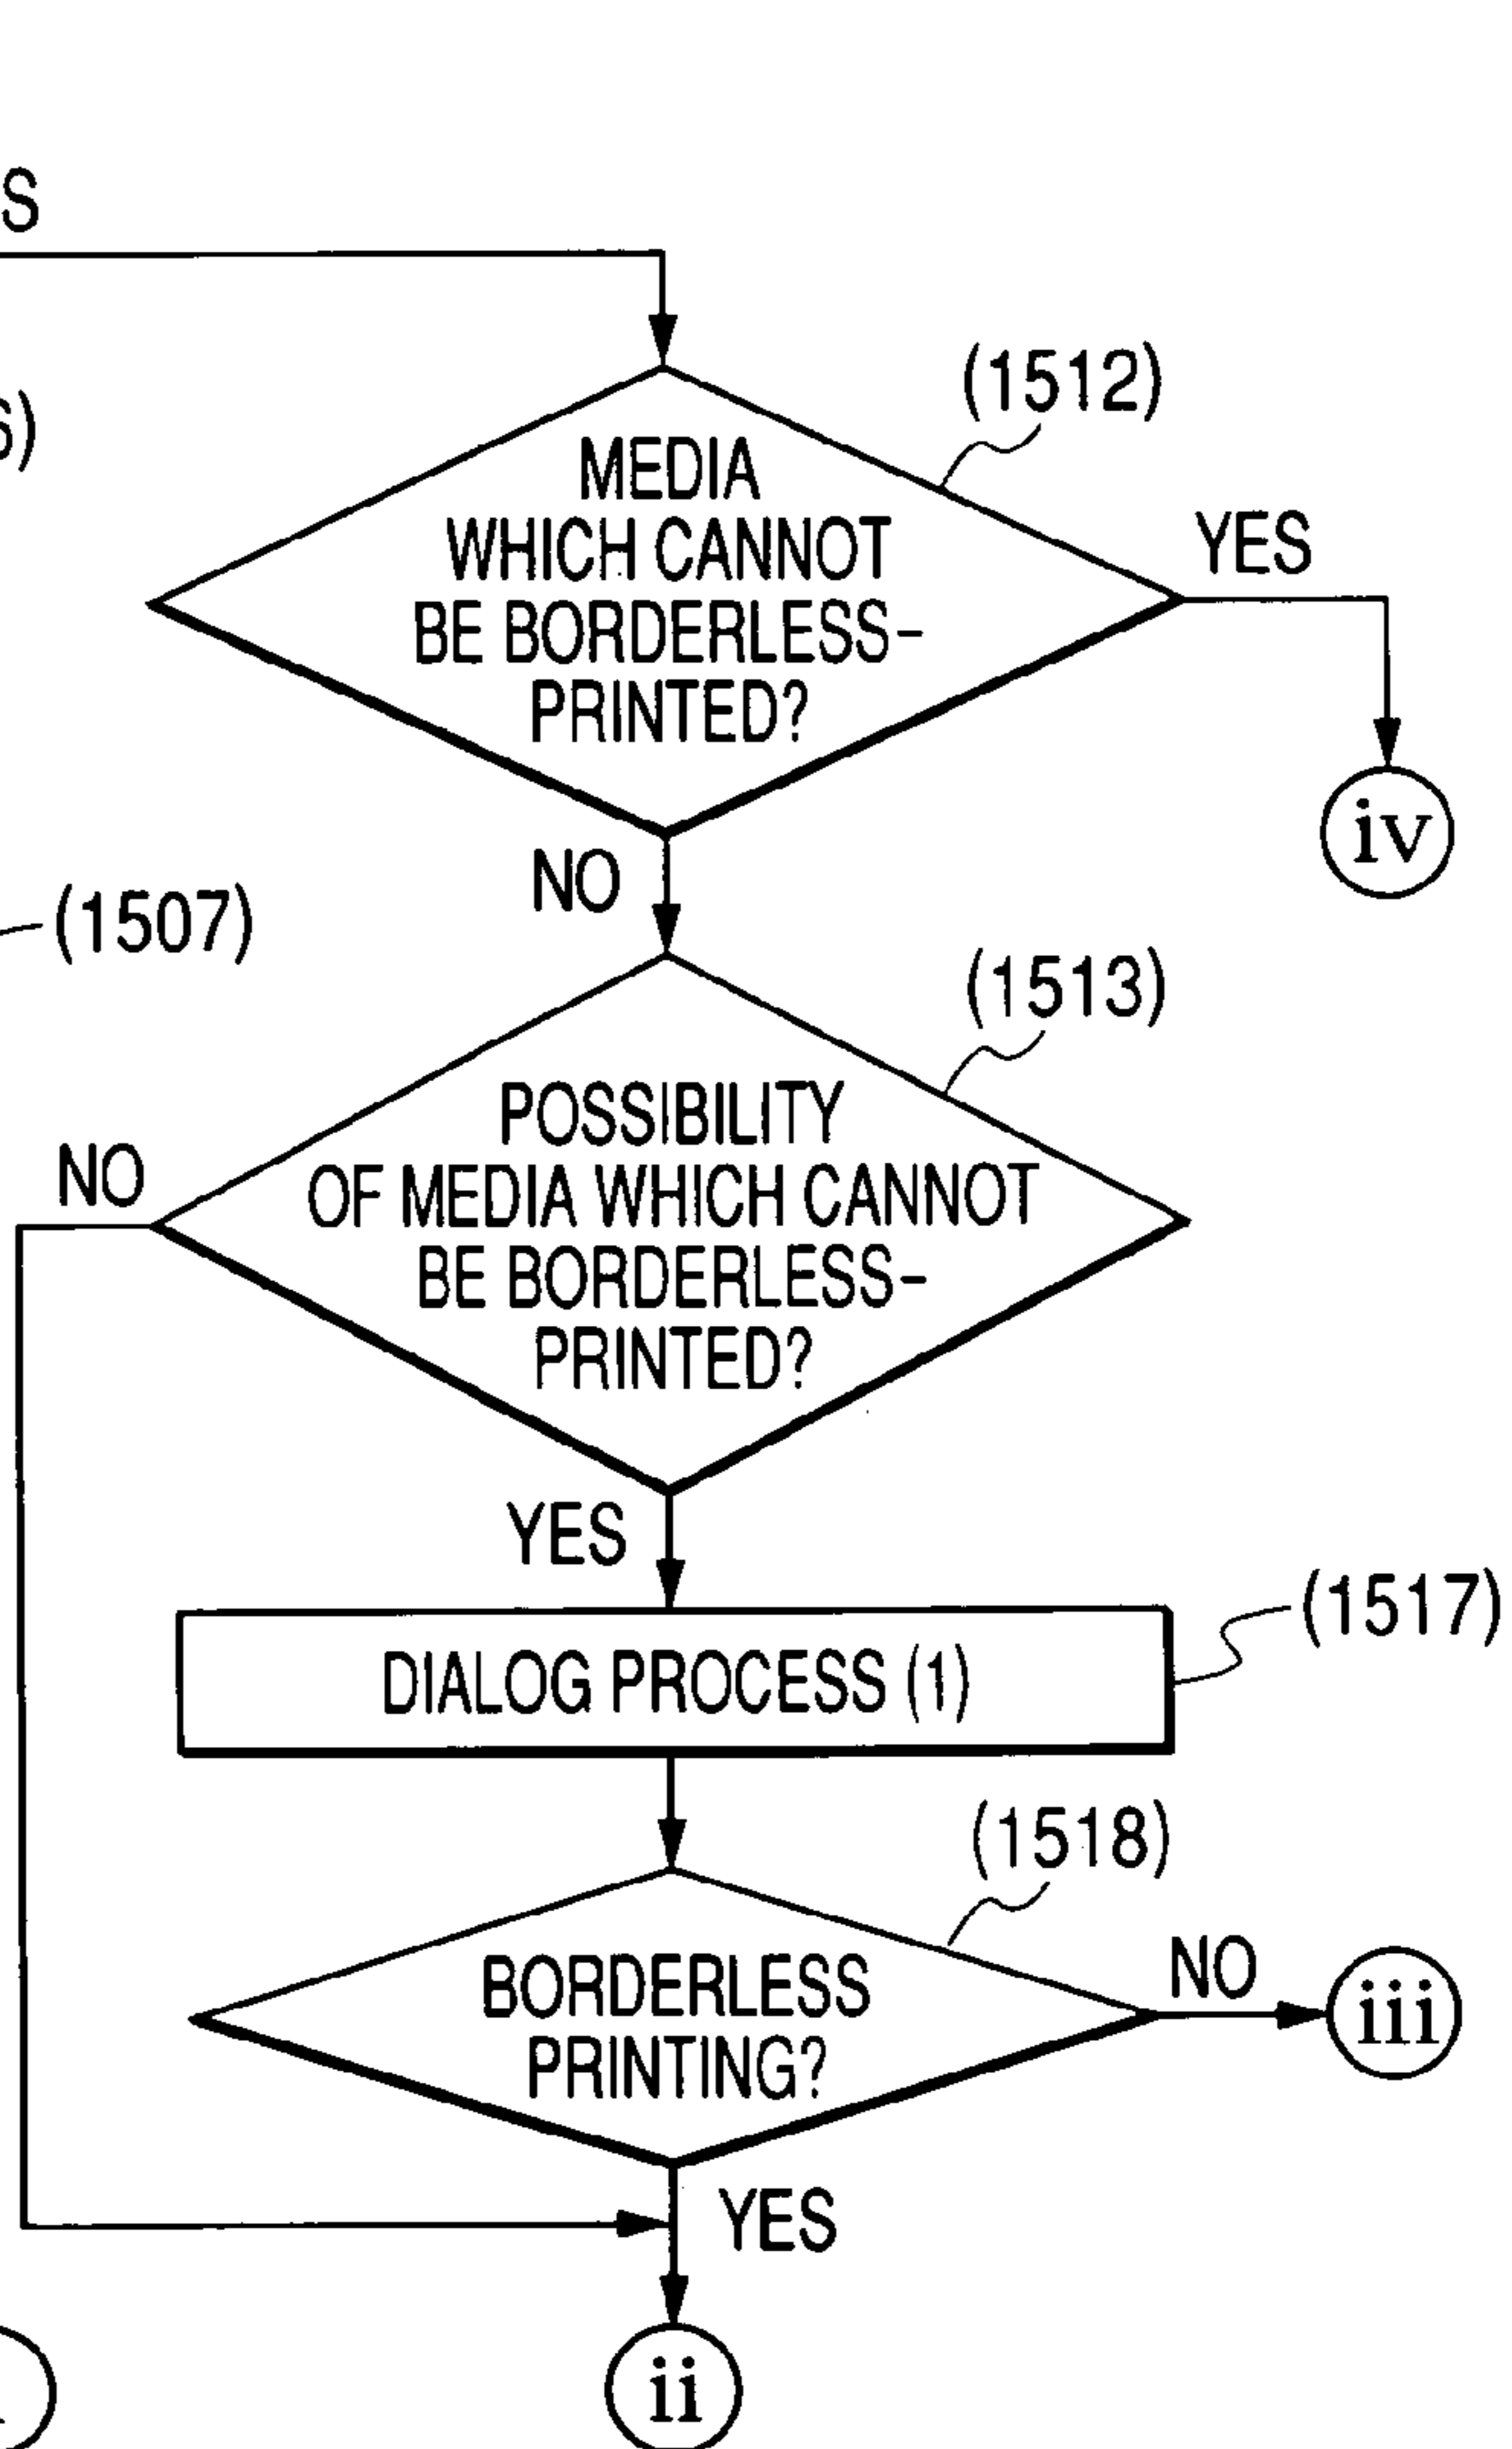 (1512)
MEDIA
WHICH CANNOT
BE BORDERLESS-
PRINTED?
YES
iv
NO
(1507)
(1513)
POSSIBILITY
OF MEDIA WHICH CANNOT
BE BORDERLESS-
PRINTED?
NO
YES
(1517)
DIALOG PROCESS (1)
(1518)
BORDERLESS
PRINTING?
NO
iii
YES
ii